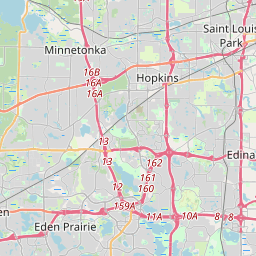 Saint Louis
Park
Minnetonka
16B
16A
16A
Hopkins
13
13
162
Edina
12
161
160
159A
11A
10A
8
8
en
Eden Prairie